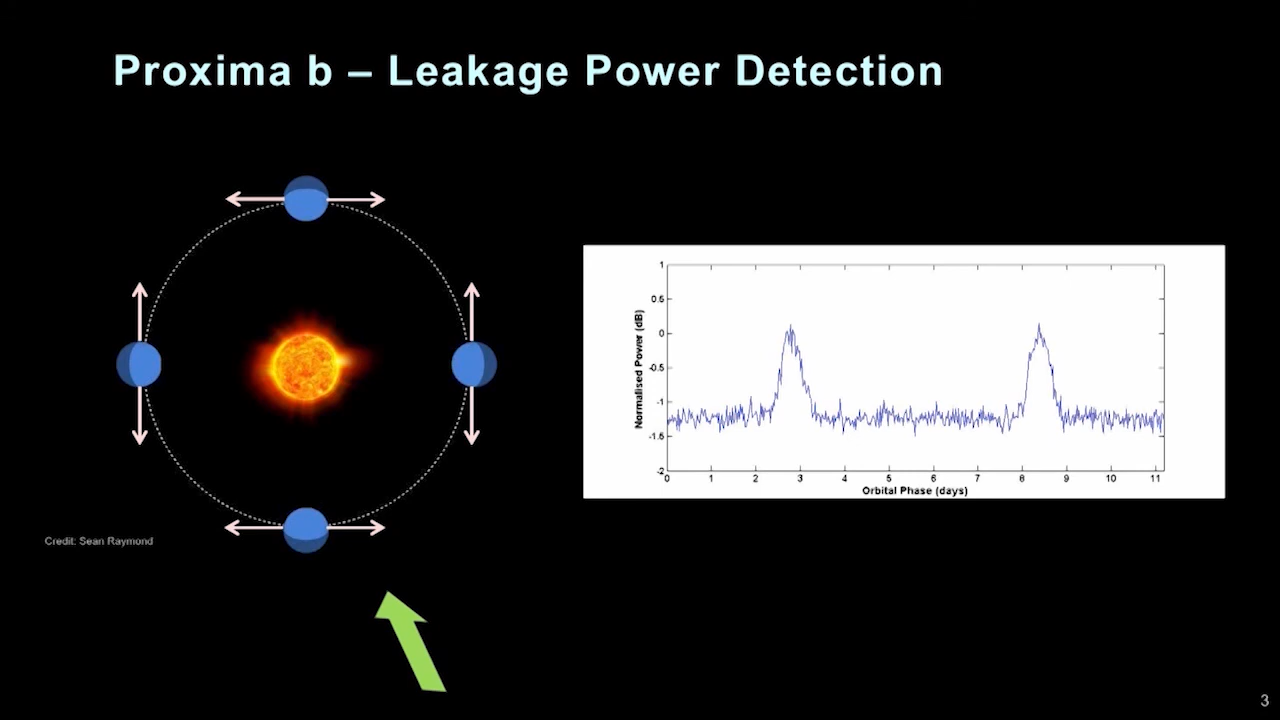 Proxima b – Leakage Power Detection
1
0.5
0
-0.5
-1
-1.5
-2
Normalised Power (dB)
0 1 2 3 4 5 6 7 8 9 10 11
Orbital Phase (days)
Credit: Sean Raymond
3